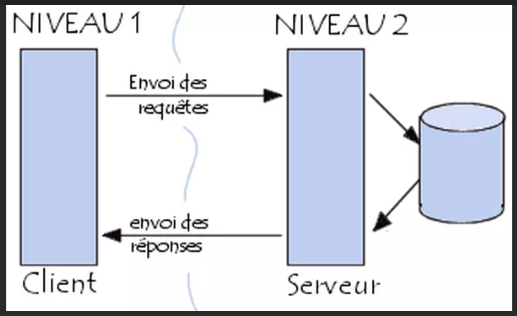 NIVEAU 1
NIVEAU 2
Envoi des
requêtes
envoi des
réponses
Client
Serveur